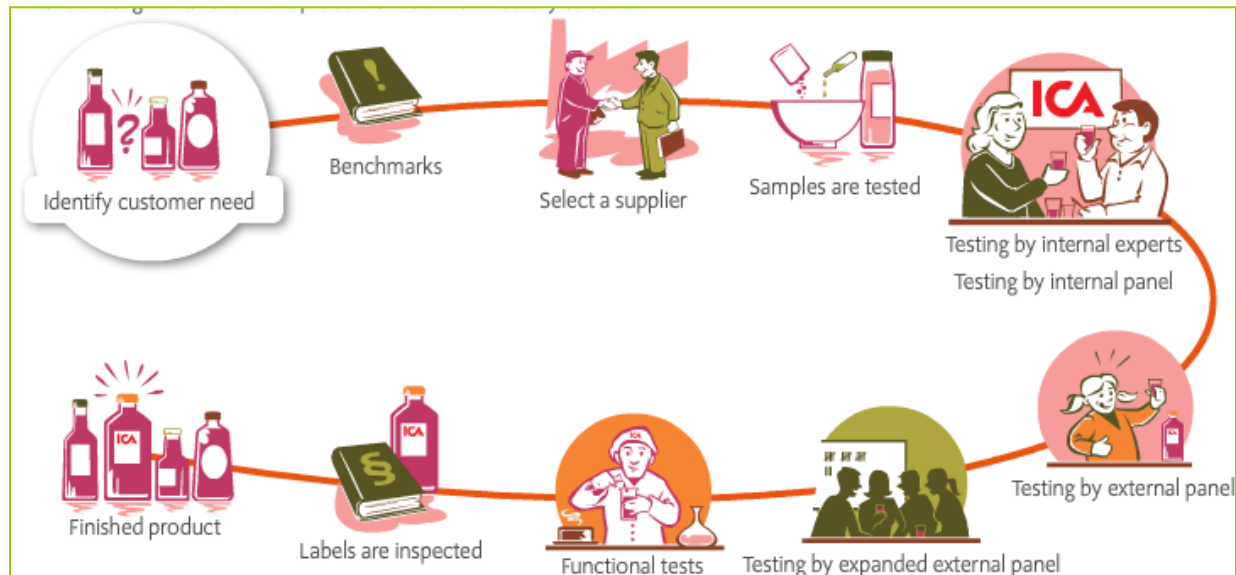 Identify customer need
Benchmarks
Select a supplier
Samples are tested
ICA
Testing by internal experts
Testing by internal panel
Testing by external panel
Testing by expanded external panel
ICA
Functional tests
§
Labels are inspected
ICA
Finished product